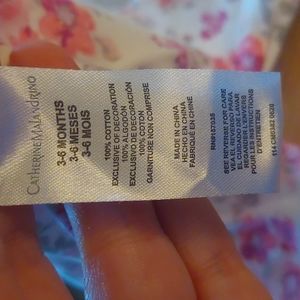 CATHERINE MALANDRINO
3-6 MONTHS
3-6 MESES
3-6 MOIS
100% COTTON
EXCLUSIVE OF DECORATION
100% ALGODÓN
EXCLUSIVO DE DECORACIÓN
100% COTON
GARNITURE NON COMPRISE
MADE IN CHINA
HECHO EN CHINA
FABRIQUÉ EN CHINE
SEE REVERSE FOR CARE
VEA EL REVERSO PARA
EL CUIDADO DE LAVAR
REGARDER L'ENVERS
POUR LES INSTRUCTIONS
D'ENTRETIEN